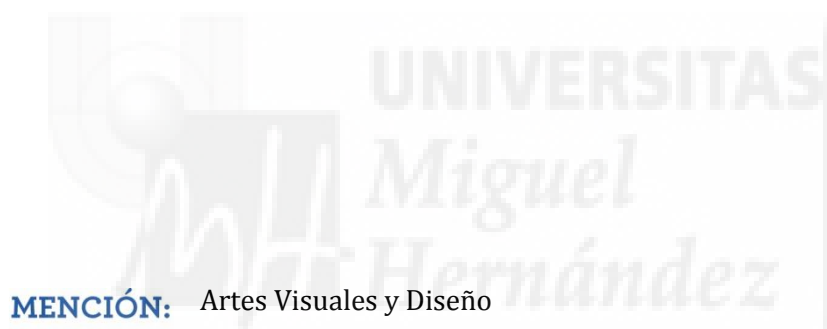 UNIVERSITAS
Miguel
Hernández
MENCIÓN: Artes Visuales y Diseño